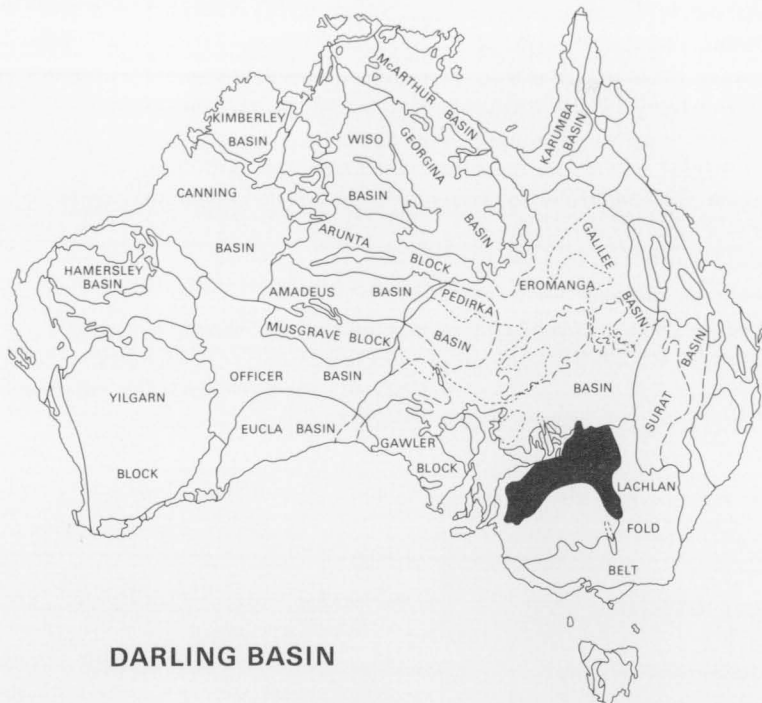 McARTHUR BASIN
KARUMBA BASIN
KIMBERLEY
BASIN
WISO
BASIN
GEORGINA BASIN
CANNING
BASIN
ARUNTA BLOCK
GALILEE BASIN
HAMERSLEY
BASIN
AMADEUS BASIN
PEDIRKA
BASIN
EROMANGA
BASIN
MUSGRAVE BLOCK
SURAT BASIN
YILGARN
BLOCK
OFFICER BASIN
EUCLA BASIN
GAWLER
BLOCK
LACHLAN
FOLD
BELT
DARLING BASIN